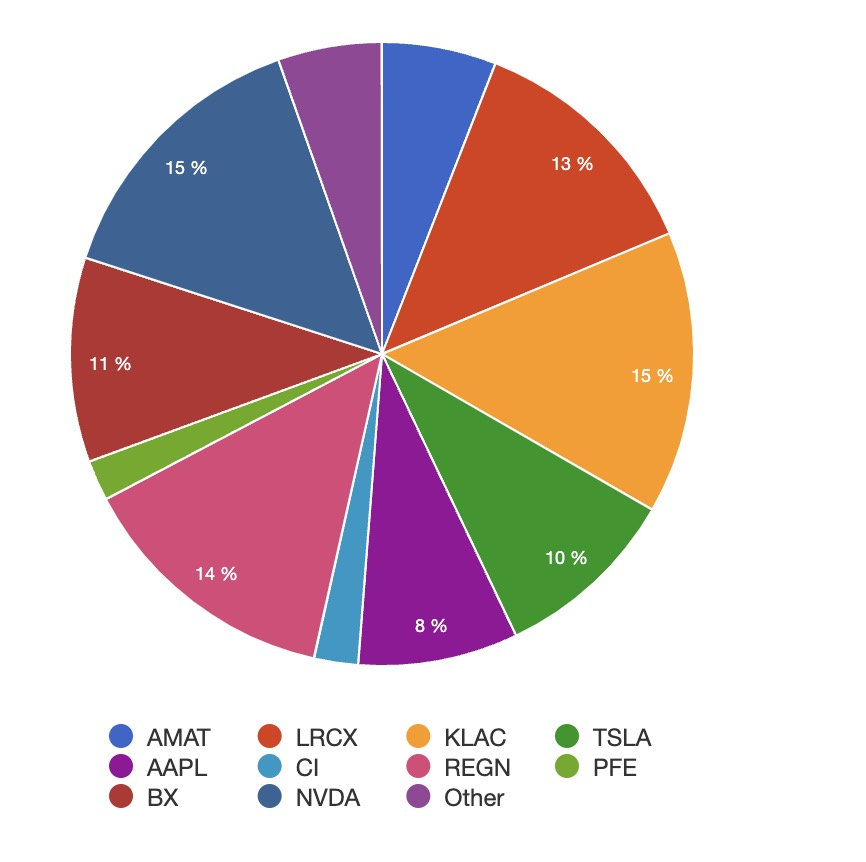 15 %
13 %
11 %
15 %
10 %
14 %
8 %
AMAT LRCX KLAC TSLA
AAPL CI REGN PFE
BX NVDA Other